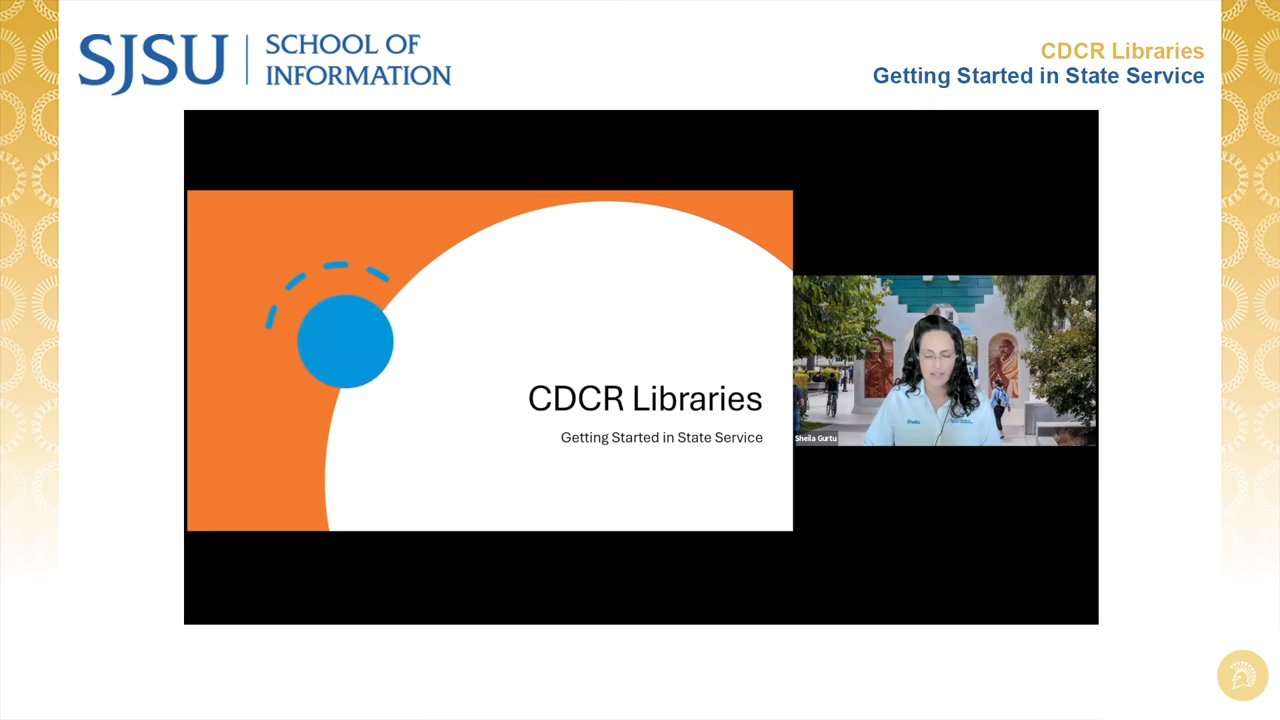 SJSU
SCHOOL OF
INFORMATION
CDCR Libraries
Getting Started in State Service
CDCR Libraries
Getting Started in State Service
Sheila Gurtu
Sheila